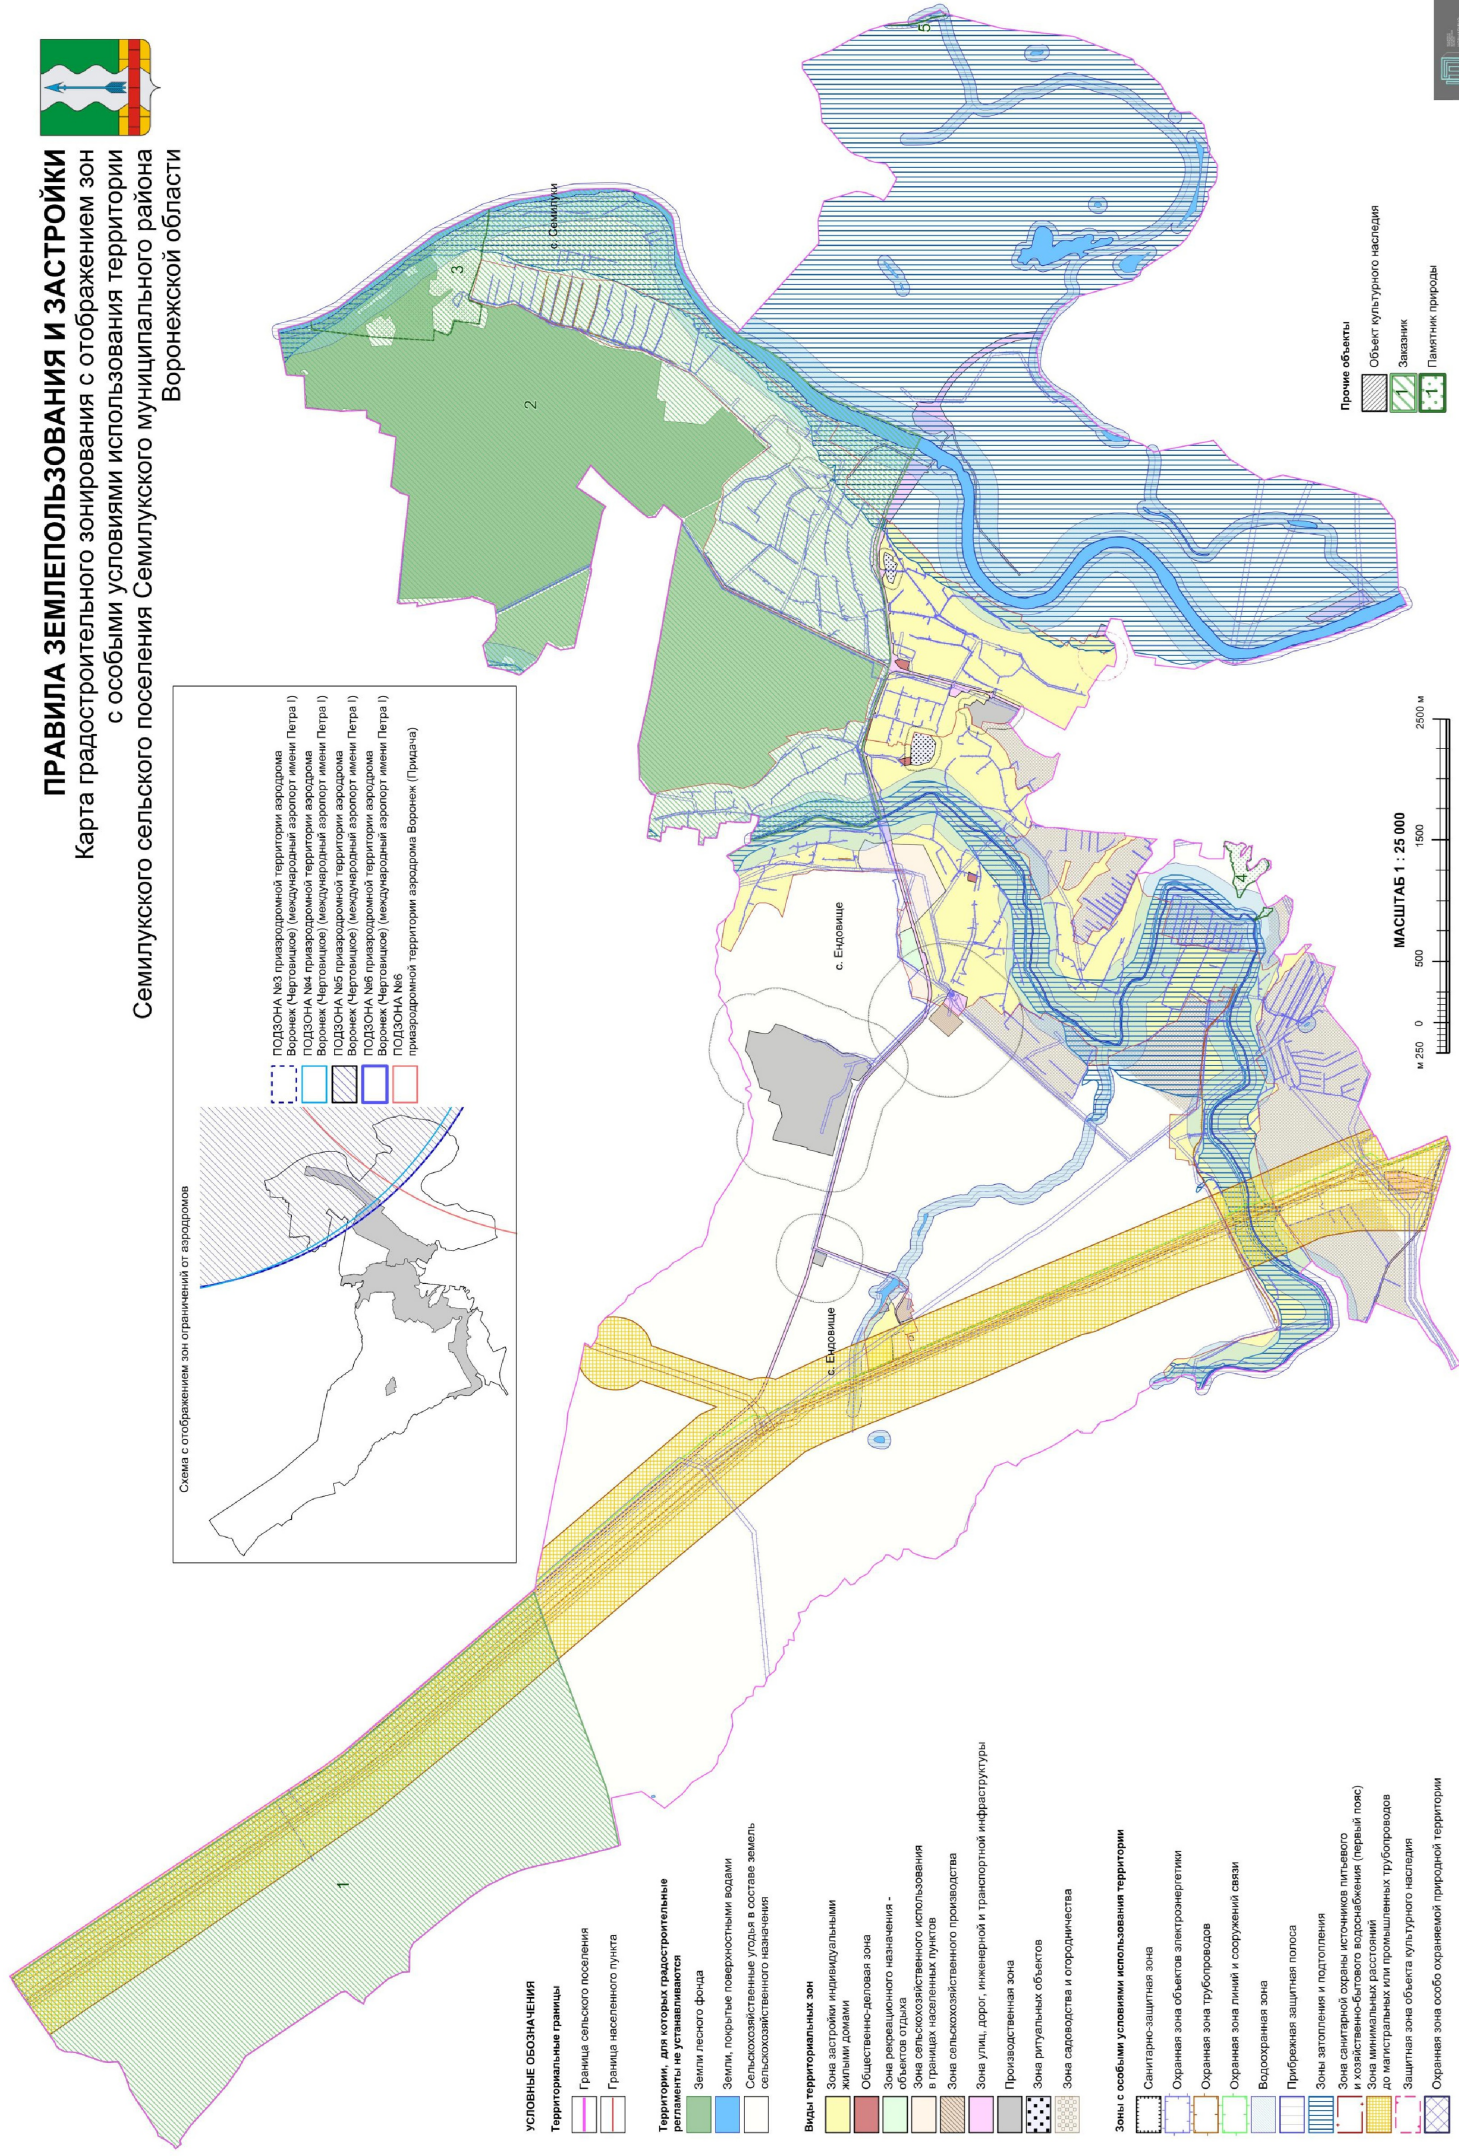 ПРАВИЛА ЗЕМЛЕПОЛЬЗОВАНИЯ И ЗАСТРОЙКИ
Карта градостроительного зонирования с отображением зон
с особыми условиями использования территории
Семилукского сельского поселения Семилукского муниципального района
Воронежской области
Схема с отображением зон ограничений от аэродромов
ПОДЗОНА №3 приаэродромной территории аэродрома
Воронеж (Чертовицкое) (международный аэропорт имени Петра I)
ПОДЗОНА №4 приаэродромной территории аэродрома
Воронеж (Чертовицкое) (международный аэропорт имени Петра I)
ПОДЗОНА №5 приаэродромной территории аэродрома
Воронеж (Чертовицкое) (международный аэропорт имени Петра I)
ПОДЗОНА №6 приаэродромной территории аэродрома
Воронеж (Чертовицкое) (международный аэропорт имени Петра I)
ПОДЗОНА №6
приаэродромной территории аэродрома Воронеж (Придача)
1
2
3
4
5
с. Семилуки
с. Ендовище
с. Ендовище
УСЛОВНЫЕ ОБОЗНАЧЕНИЯ
Территориальные границы
Граница сельского поселения
Граница населенного пункта
Территории, для которых градостроительные
регламенты не устанавливаются
Земли лесного фонда
Земли, покрытые поверхностными водами
Сельскохозяйственные угодья в составе земель
сельскохозяйственного назначения
Виды территориальных зон
Зона застройки индивидуальными
жилыми домами
Общественно-деловая зона
Зона рекреационного назначения -
объектов отдыха
Зона сельскохозяйственного использования
в границах населенных пунктов
Зона сельскохозяйственного производства
Зона улиц, дорог, инженерной и транспортной инфраструктуры
Производственная зона
Зона ритуальных объектов
Зона садоводства и огородничества
Зоны с особыми условиями использования территории
Санитарно-защитная зона
Охранная зона объектов электроэнергетики
Охранная зона трубопроводов
Охранная зона линий и сооружений связи
Водоохранная зона
Прибрежная защитная полоса
Зоны затопления и подтопления
Зона санитарной охраны источников питьевого
и хозяйственно-бытового водоснабжения (первый пояс)
Зона минимальных расстояний
до магистральных или промышленных трубопроводов
Защитная зона объекта культурного наследия
Охранная зона особо охраняемой природной территории
МАСШТАБ 1 : 25 000
м 250 0 500 1500 2500 м
Прочие объекты
Объект культурного наследия
1 Заказник
1 Памятник природы